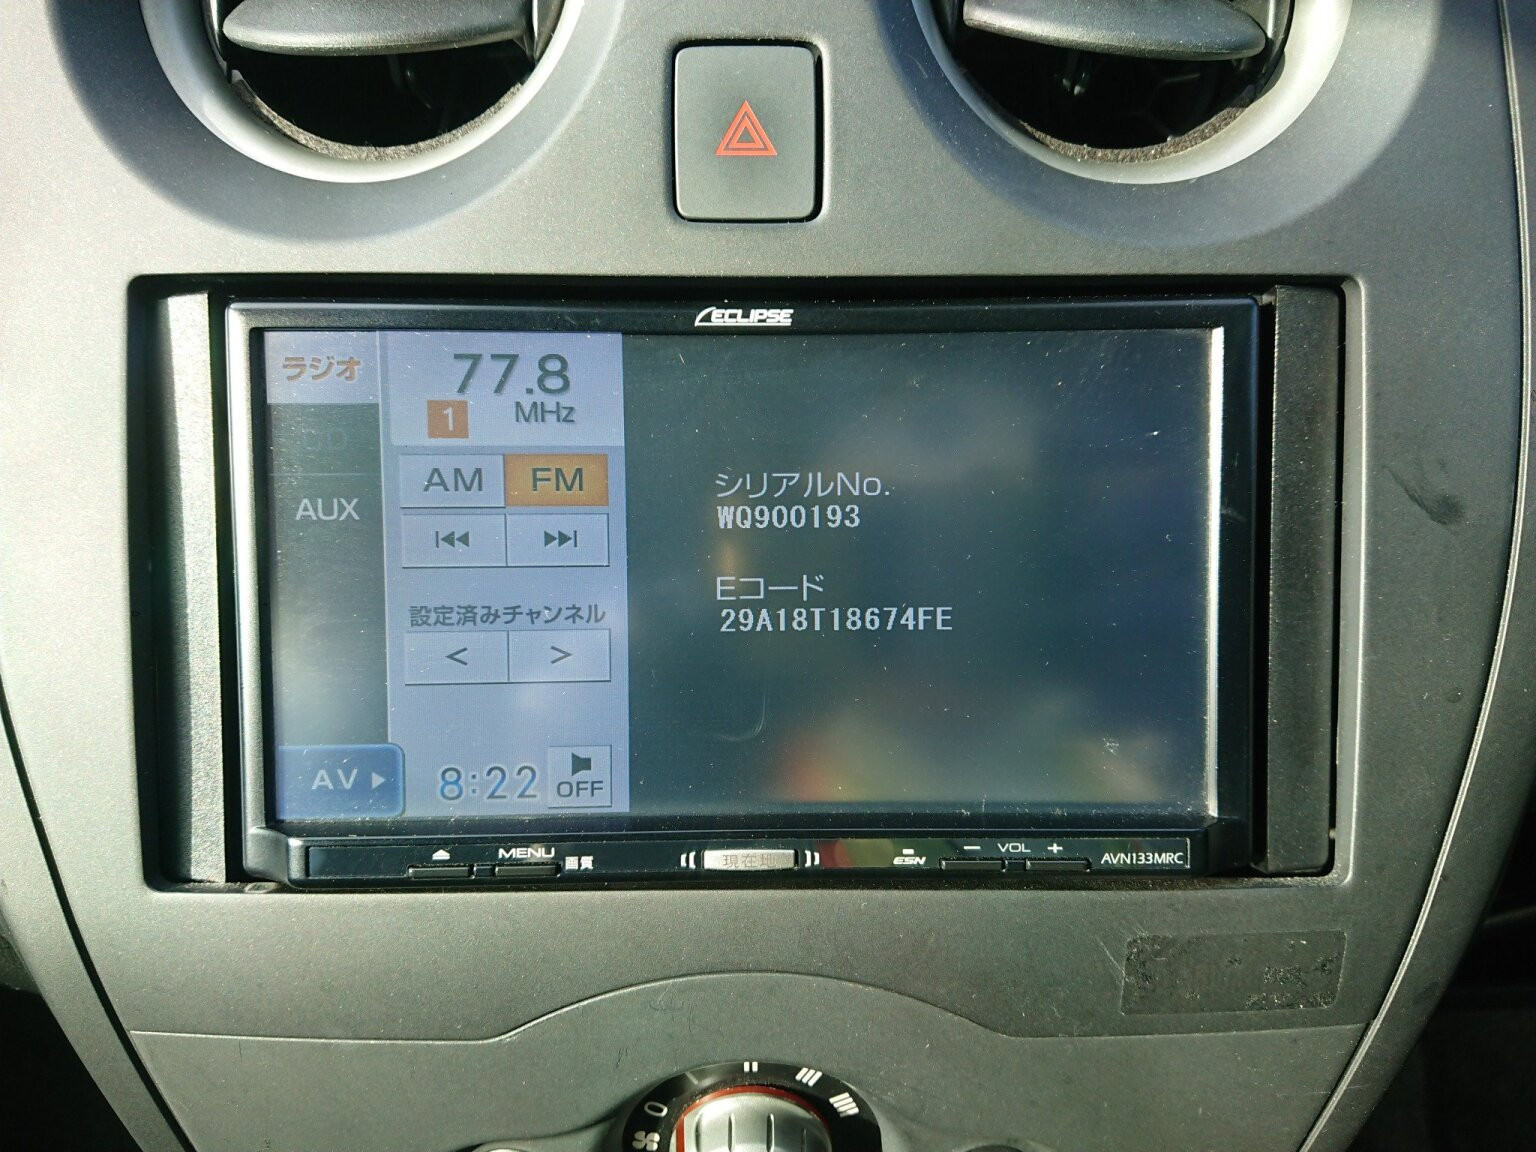 ECLIPSE
ラジオ
77.8
1 MHz
AM FM
AUX
設定済みチャンネル
< >
AV
8:22
OFF
シリアルNo.
WQ900193
Eコード
29A18T18674FE
MENU 画質
現在地
ESN
VOL
AVN133MRC
0